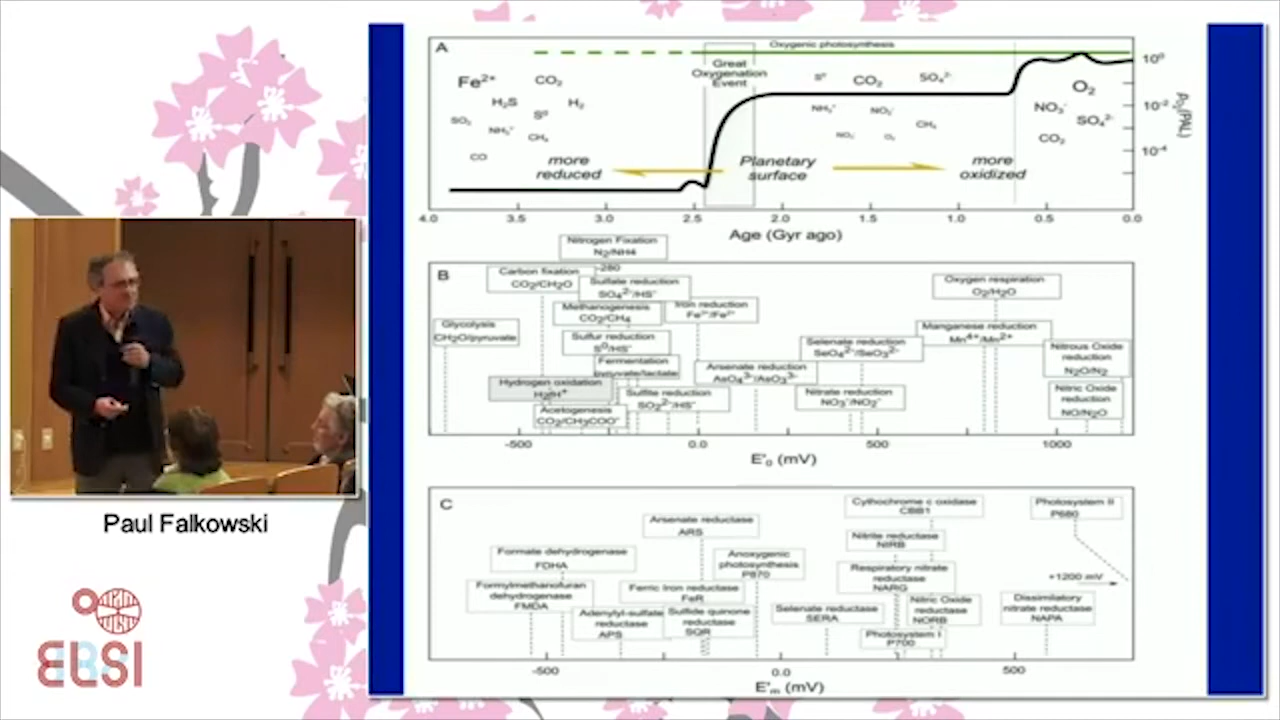 A
Oxygenic photosynthesis
Great
Oxygenation
Event
Fe2+
CO2
H2S
H2
SO2
S0
NH4+
CH4
CO
S0
CO2
SO42-
NH4+
NO3-
CH4
NO2-
O2
O2
NO3-
SO42-
CO2
more
reduced
Planetary
surface
more
oxidized
100
10-2
10-4
pO2(PAL)
4.0 3.5 3.0 2.5 2.0 1.5 1.0 0.5 0.0
Age (Gyr ago)
B
Nitrogen Fixation
N2/NH4
-280
Carbon fixation
CO2/CH2O
Sulfate reduction
SO42-/HS-
Methanogenesis
CO2/CH4
Iron reduction
Fe3+/Fe2+
Oxygen respiration
O2/H2O
Glycolysis
CH2O/pyruvate
Sulfur reduction
S0/HS-
Selenate reduction
SeO42-/SeO32-
Manganese reduction
Mn4+/Mn2+
Nitrous Oxide
reduction
N2O/N2
Fermentation
pyruvate/lactate
Arsenate reduction
AsO43-/AsO33-
Hydrogen oxidation
H2/H+
Sulfite reduction
SO32-/HS-
Nitrate reduction
NO3-/NO2-
Nitric Oxide
reduction
NO/N2O
Acetogenesis
CO2/CH3COO-
-500 0.0 500 1000
E'0 (mV)
C
Cythochrome c oxidase
CBB1
Photosystem II
P680
Arsenate reductase
ARS
Nitrite reductase
NIRB
Formate dehydrogenase
FDHA
Anoxygenic
photosynthesis
P870
Respiratory nitrate
reductase
NARG
+1200 mV
Formylmethanofuran
dehydrogenase
FMDA
Ferric Iron reductase
FeR
Adenylyl-sulfate
reductase
APS
Sulfide quinone
reductase
SQR
Selenate reductase
SERA
Nitric Oxide
reductase
NORB
Dissimilatory
nitrate reductase
NAPA
Photosystem I
P700
-500 0.0 500
E'm (mV)
Paul Falkowski
ELSI